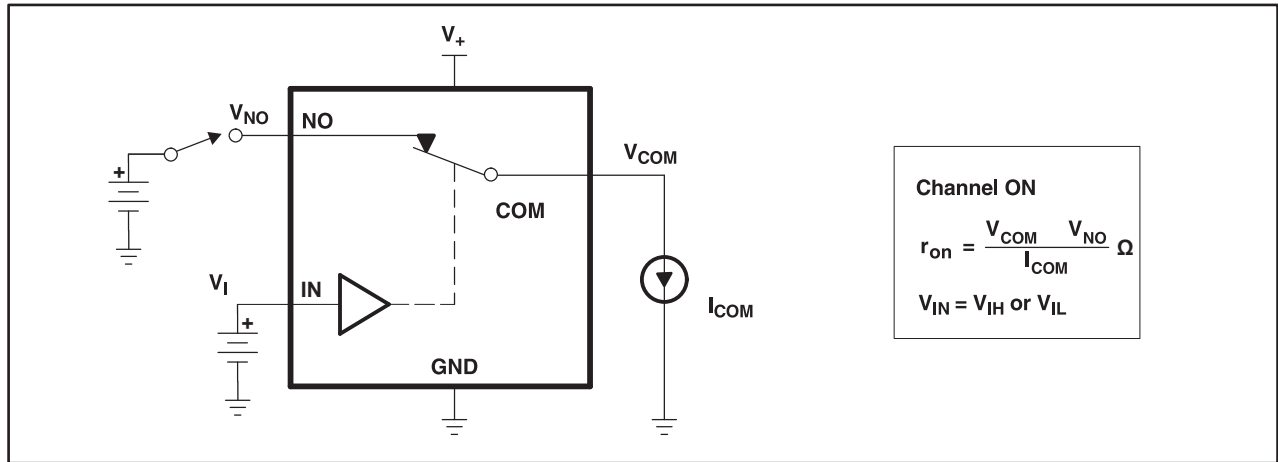 V+
VNO
NO
+
VCOM
COM
VI
IN
+
ICOM
GND
Channel ON
ron = VCOM VNO / ICOM Ω
VIN = VIH or VIL